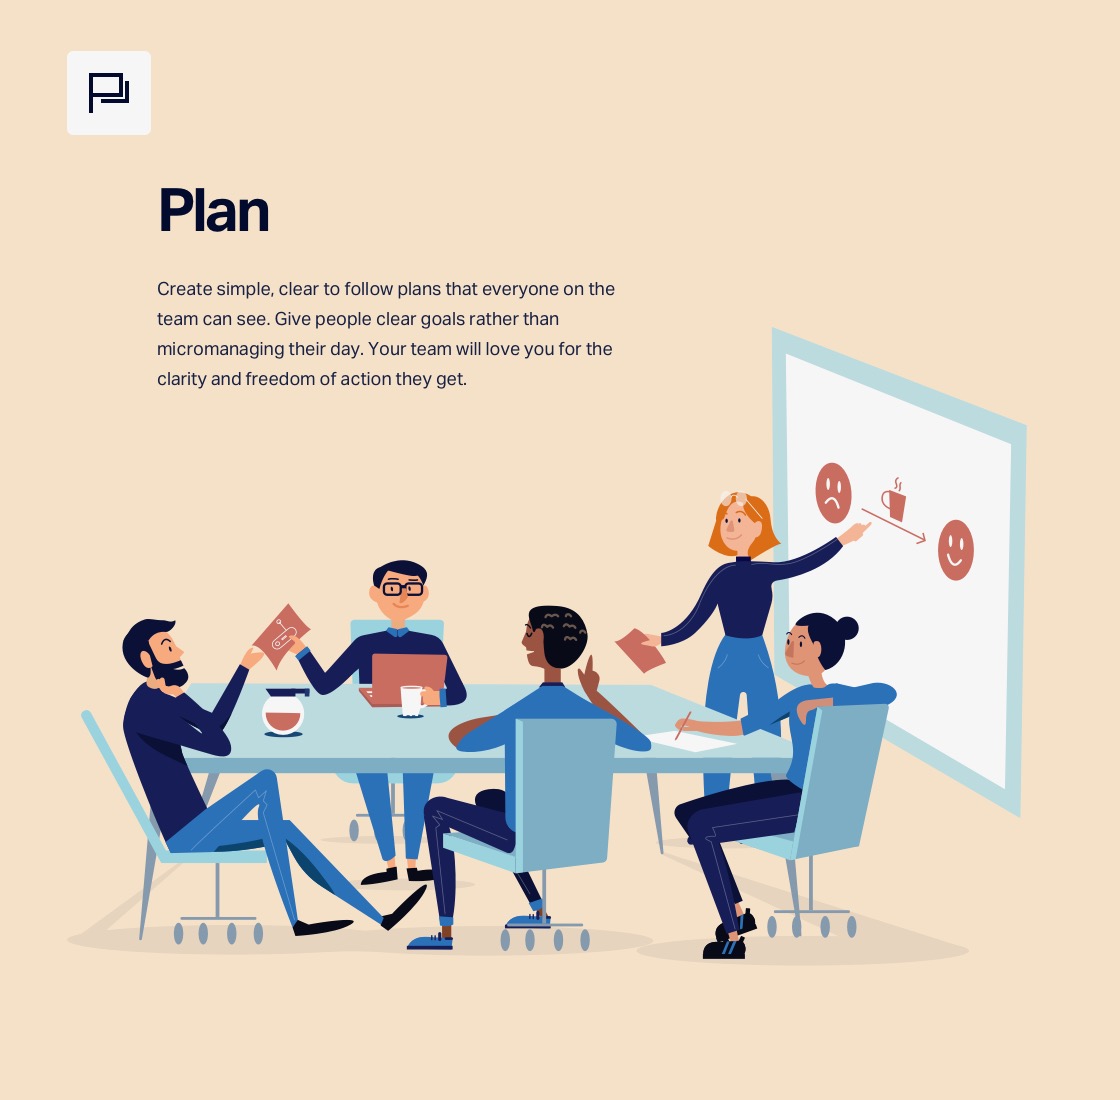 Plan
Create simple, clear to follow plans that everyone on the
team can see. Give people clear goals rather than
micromanaging their day. Your team will love you for the
clarity and freedom of action they get.